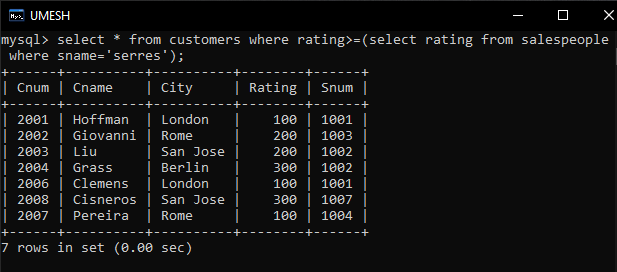 UMESH
mysql> select * from customers where rating>=(select rating from salespeople
where sname='serres');
+------+----------+----------+--------+------+
| Cnum | Cname    | City     | Rating | Snum |
+------+----------+----------+--------+------+
| 2001 | Hoffman  | London   |    100 | 1001 |
| 2002 | Giovanni | Rome     |    200 | 1003 |
| 2003 | Liu      | San Jose |    200 | 1002 |
| 2004 | Grass    | Berlin   |    300 | 1002 |
| 2006 | Clemens  | London   |    100 | 1001 |
| 2008 | Cisneros | San Jose |    300 | 1007 |
| 2007 | Pereira  | Rome     |    100 | 1004 |
+------+----------+----------+--------+------+
7 rows in set (0.00 sec)